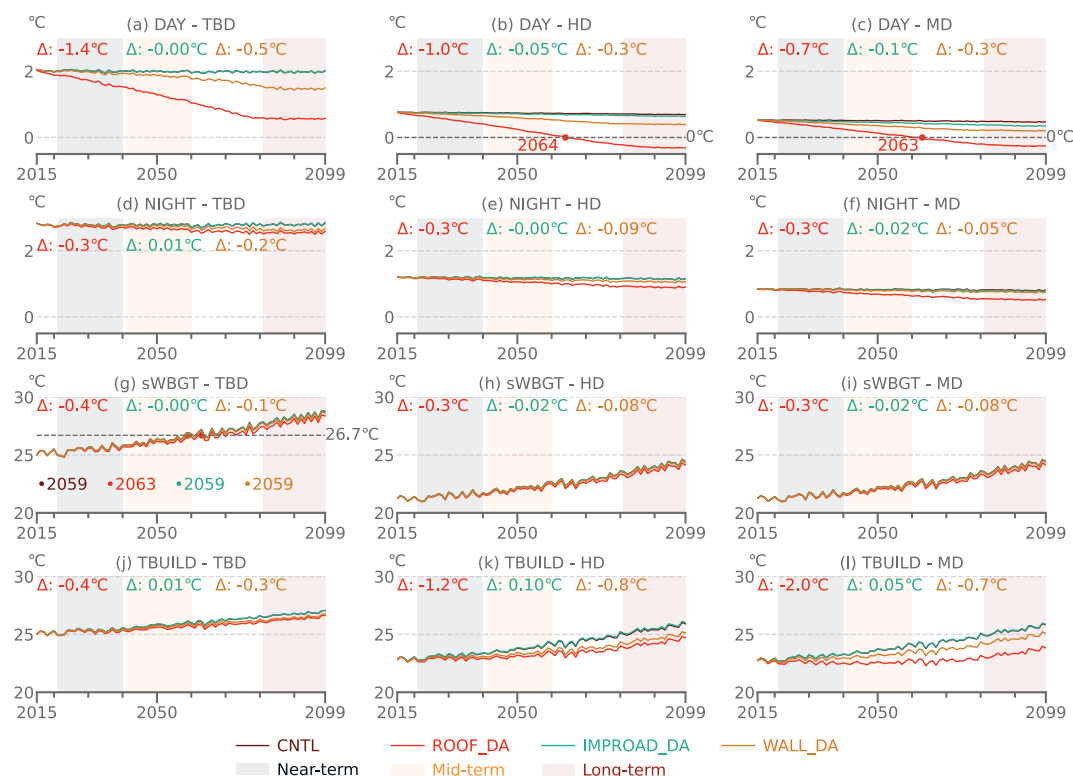 ℃ (a) DAY - TBD
Δ: -1.4℃ Δ: -0.00℃ Δ: -0.5℃
2
0
2015 2050 2099
℃ (b) DAY - HD
Δ: -1.0℃ Δ: -0.05℃ Δ: -0.3℃
2
0 0℃
2064
2015 2050 2099
℃ (c) DAY - MD
Δ: -0.7℃ Δ: -0.1℃ Δ: -0.3℃
2
0 0℃
2063
2015 2050 2099
℃ (d) NIGHT - TBD
2
Δ: -0.3℃ Δ: 0.01℃ Δ: -0.2℃
0
2015 2050 2099
℃ (e) NIGHT - HD
Δ: -0.3℃ Δ: -0.00℃ Δ: -0.09℃
2
0
2015 2050 2099
℃ (f) NIGHT - MD
Δ: -0.3℃ Δ: -0.02℃ Δ: -0.05℃
2
0
2015 2050 2099
℃ (g) sWBGT - TBD
30
Δ: -0.4℃ Δ: -0.00℃ Δ: -0.1℃
26.7℃
25
2059 2063 2059 2059
20
2015 2050 2099
℃ (h) sWBGT - HD
30
Δ: -0.3℃ Δ: -0.02℃ Δ: -0.08℃
25
20
2015 2050 2099
℃ (i) sWBGT - MD
30
Δ: -0.3℃ Δ: -0.02℃ Δ: -0.08℃
25
20
2015 2050 2099
℃ (j) TBUILD - TBD
30
Δ: -0.4℃ Δ: 0.01℃ Δ: -0.3℃
25
20
2015 2050 2099
℃ (k) TBUILD - HD
30
Δ: -1.2℃ Δ: 0.10℃ Δ: -0.8℃
25
20
2015 2050 2099
℃ (l) TBUILD - MD
30
Δ: -2.0℃ Δ: 0.05℃ Δ: -0.7℃
25
20
2015 2050 2099
CNTL ROOF_DA IMPROAD_DA WALL_DA
Near-term Mid-term Long-term